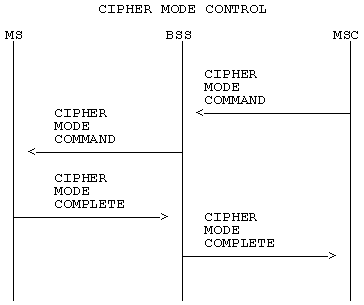 CIPHER MODE CONTROL
MS BSS MSC
CIPHER
MODE
COMMAND
CIPHER
MODE
COMMAND
CIPHER
MODE
COMPLETE
CIPHER
MODE
COMPLETE